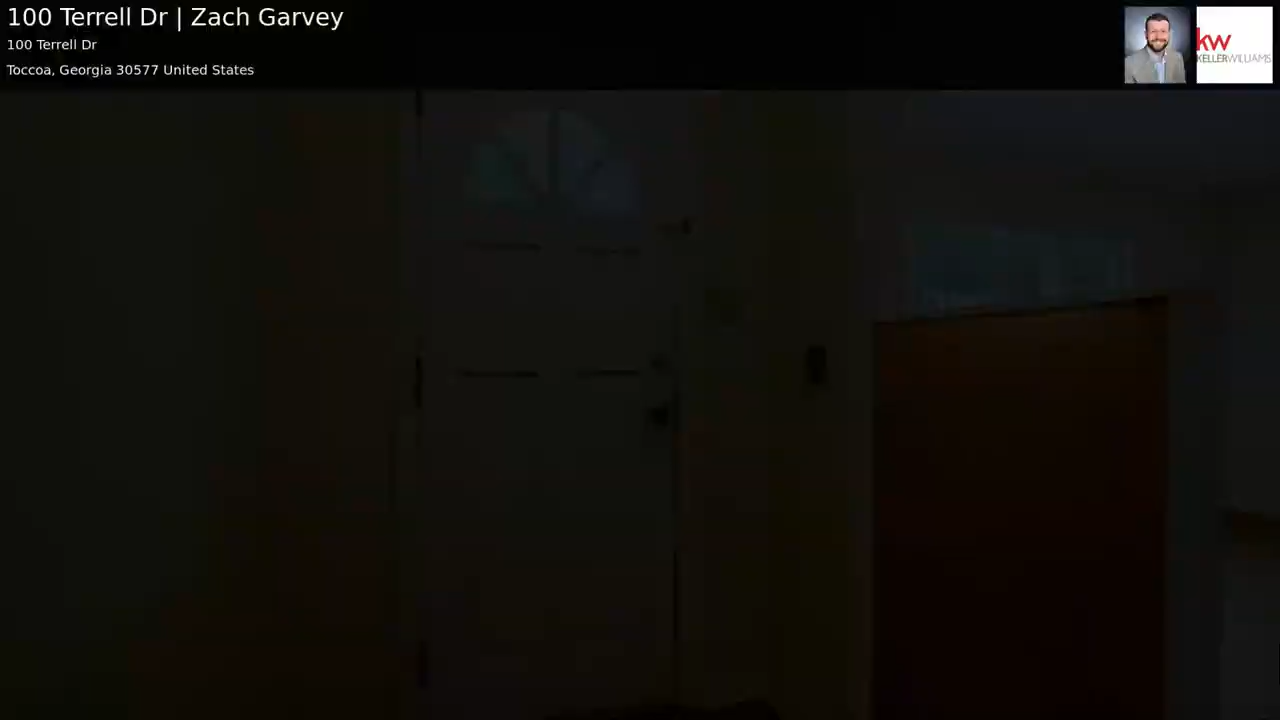 100 Terrell Dr | Zach Garvey
100 Terrell Dr
Toccoa, Georgia 30577 United States
kw
KELLERWILLIAMS